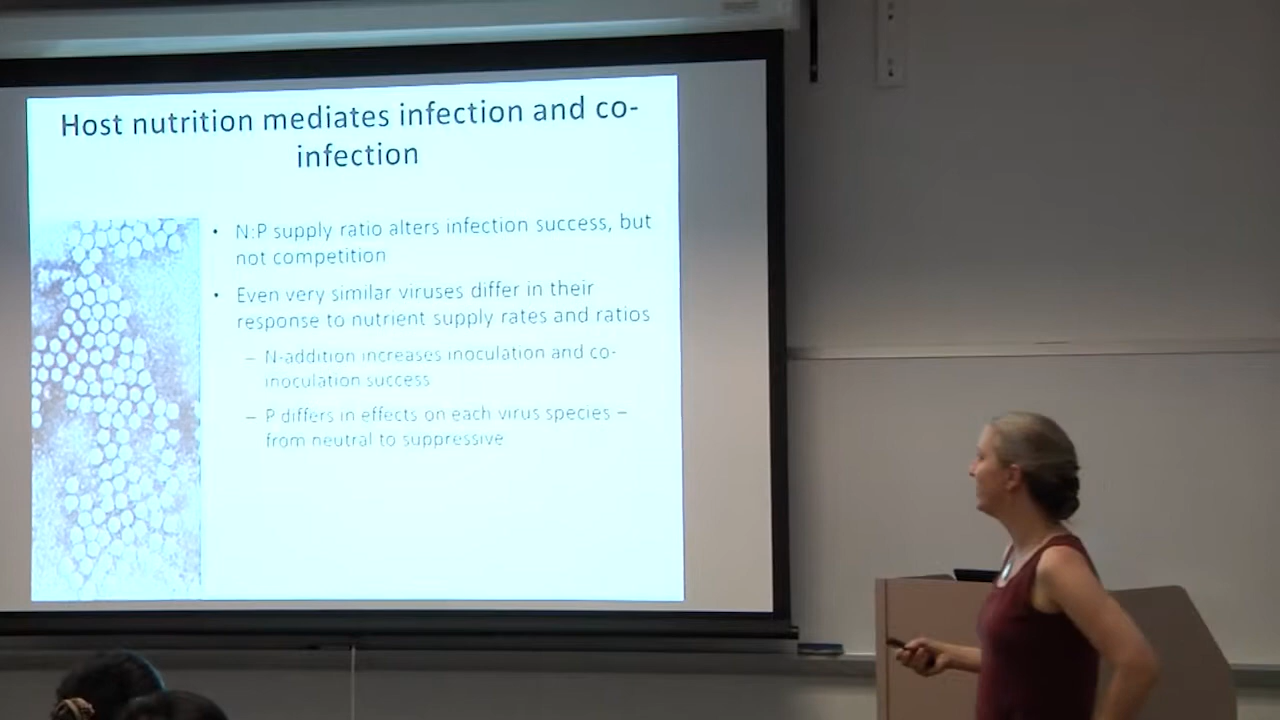 Host nutrition mediates infection and co-
infection
• N:P supply ratio alters infection success, but
not competition
• Even very similar viruses differ in their
response to nutrient supply rates and ratios
– N-addition increases inoculation and co-
inoculation success
– P differs in effects on each virus species –
from neutral to suppressive